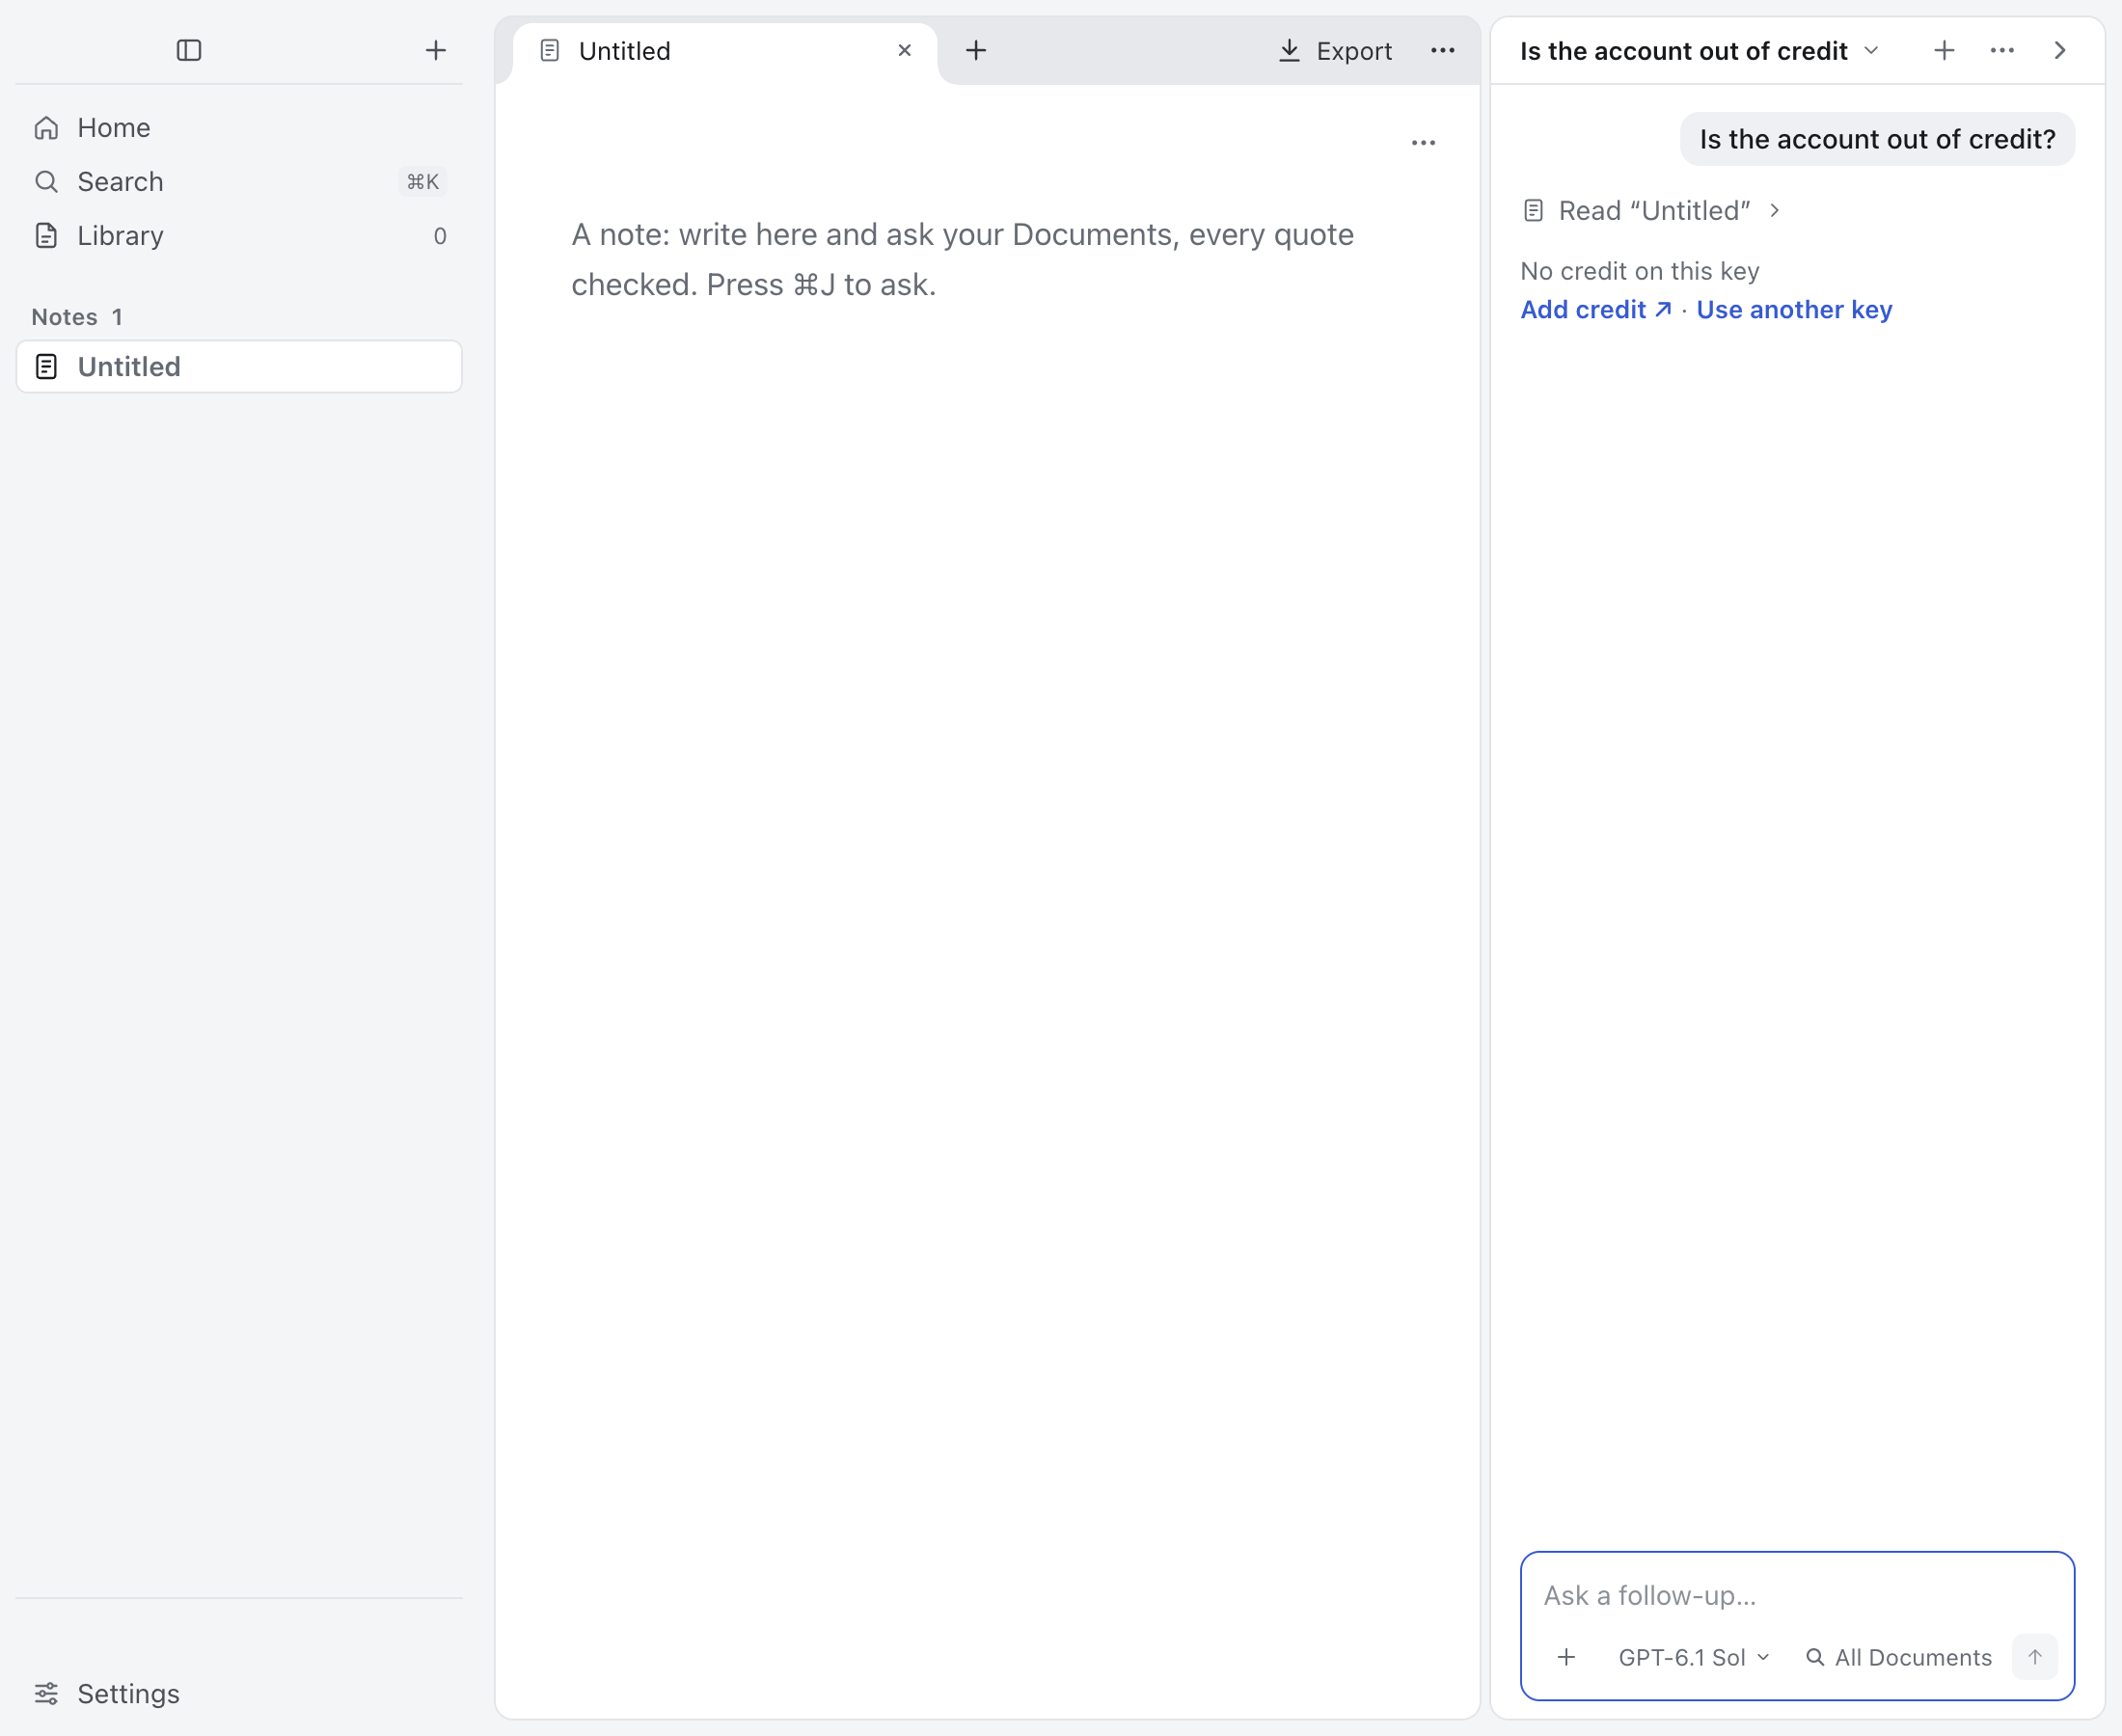 Home
Search ⌘K
Library 0
Notes 1
Untitled
Settings
Untitled
Export
A note: write here and ask your Documents, every quote
checked. Press ⌘J to ask.
Is the account out of credit
Is the account out of credit?
Read “Untitled”
No credit on this key
Add credit ↗ · Use another key
Ask a follow-up...
GPT-6.1 Sol All Documents